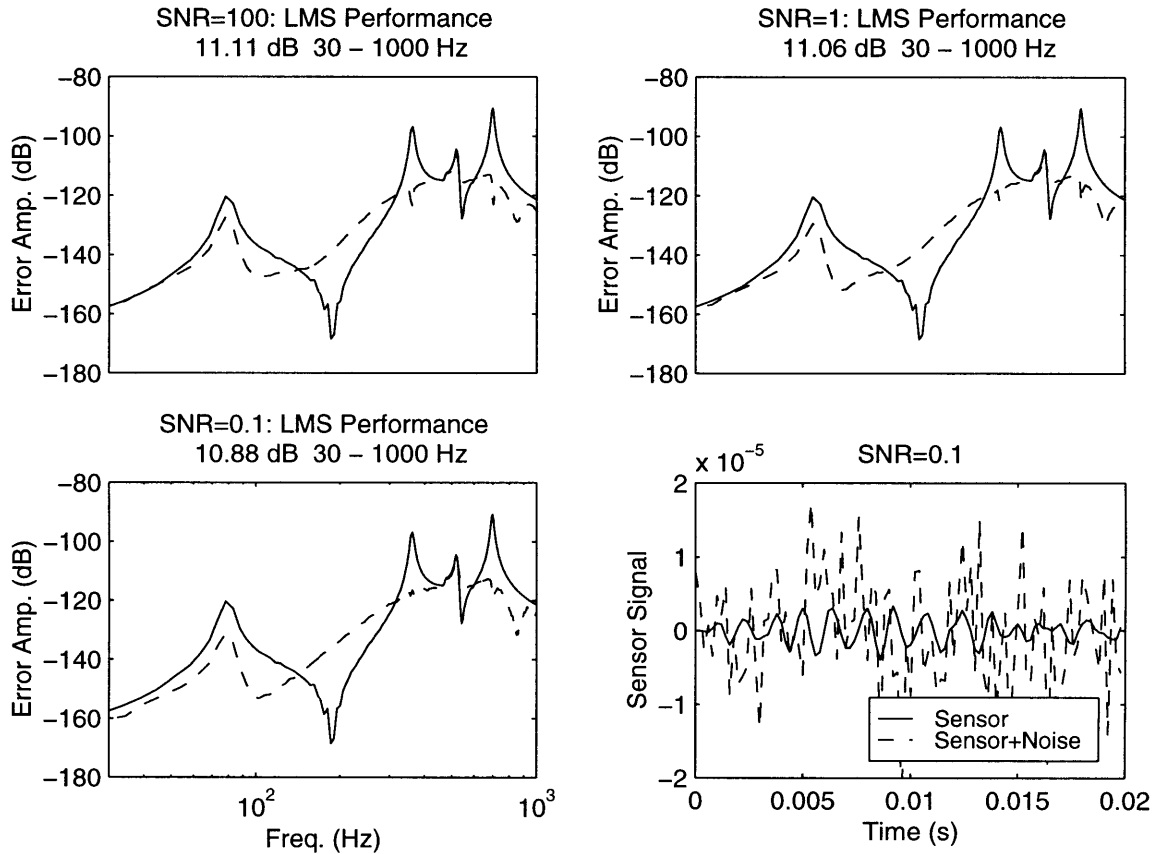 SNR=100: LMS Performance
11.11 dB 30 − 1000 Hz
−80
−100
−120
−140
−160
−180
Error Amp. (dB)
SNR=1: LMS Performance
11.06 dB 30 − 1000 Hz
−80
−100
−120
−140
−160
−180
Error Amp. (dB)
SNR=0.1: LMS Performance
10.88 dB 30 − 1000 Hz
−80
−100
−120
−140
−160
−180
Error Amp. (dB)
10^2
10^3
Freq. (Hz)
x 10^−5
SNR=0.1
2
1
0
−1
−2
Sensor Signal
Sensor
Sensor+Noise
0
0.005
0.01
0.015
0.02
Time (s)